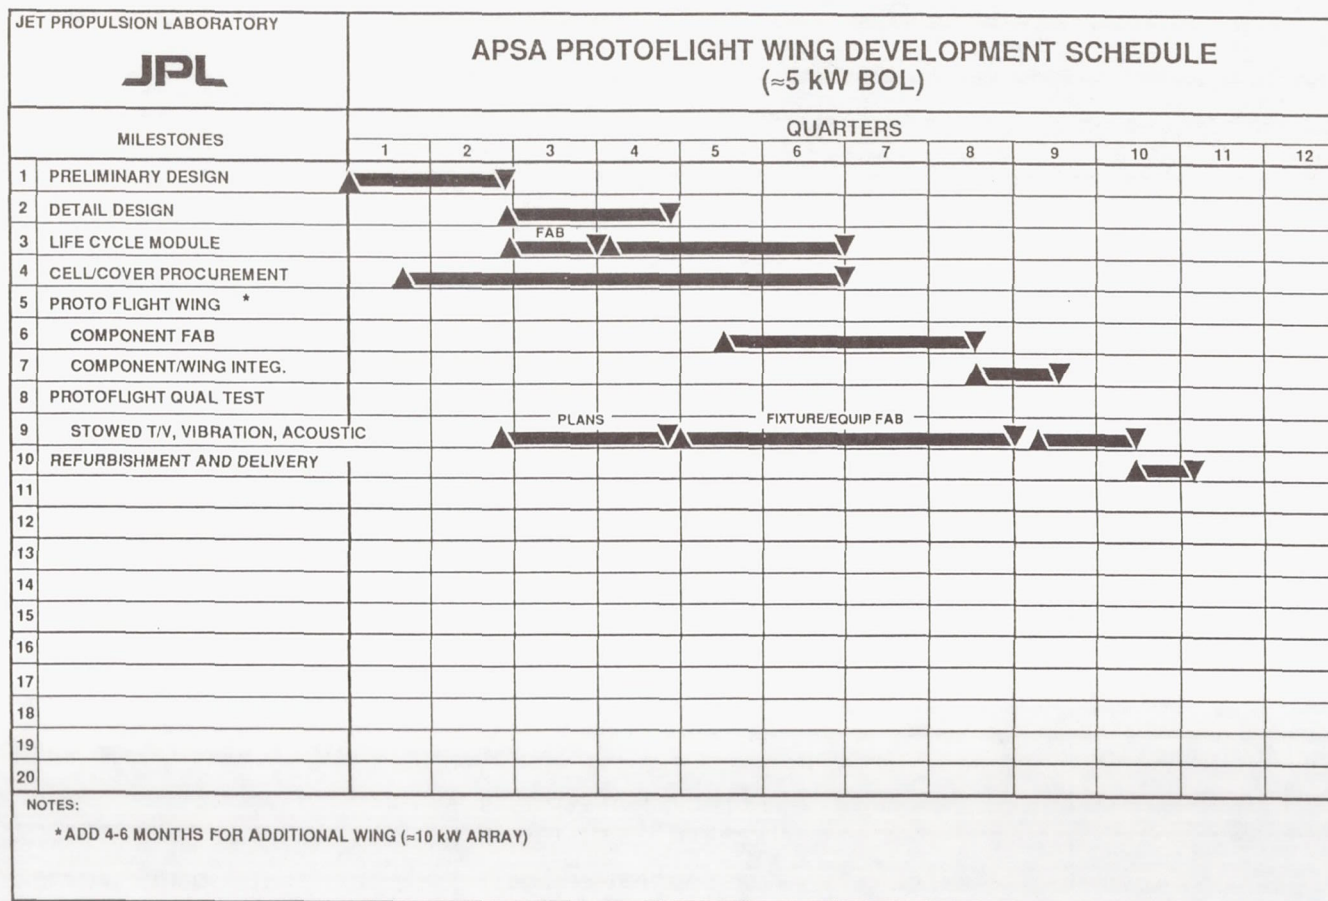 JET PROPULSION LABORATORY
JPL
APSA PROTOFLIGHT WING DEVELOPMENT SCHEDULE
(≈5 kW BOL)
MILESTONES
QUARTERS
1 2 3 4 5 6 7 8 9 10 11 12
1 PRELIMINARY DESIGN
2 DETAIL DESIGN
3 LIFE CYCLE MODULE FAB
4 CELL/COVER PROCUREMENT
5 PROTO FLIGHT WING *
6 COMPONENT FAB
7 COMPONENT/WING INTEG.
8 PROTOFLIGHT QUAL TEST
9 STOWED T/V, VIBRATION, ACOUSTIC PLANS FIXTURE/EQUIP FAB
10 REFURBISHMENT AND DELIVERY
11
12
13
14
15
16
17
18
19
20
NOTES:
*ADD 4-6 MONTHS FOR ADDITIONAL WING (≈10 kW ARRAY)